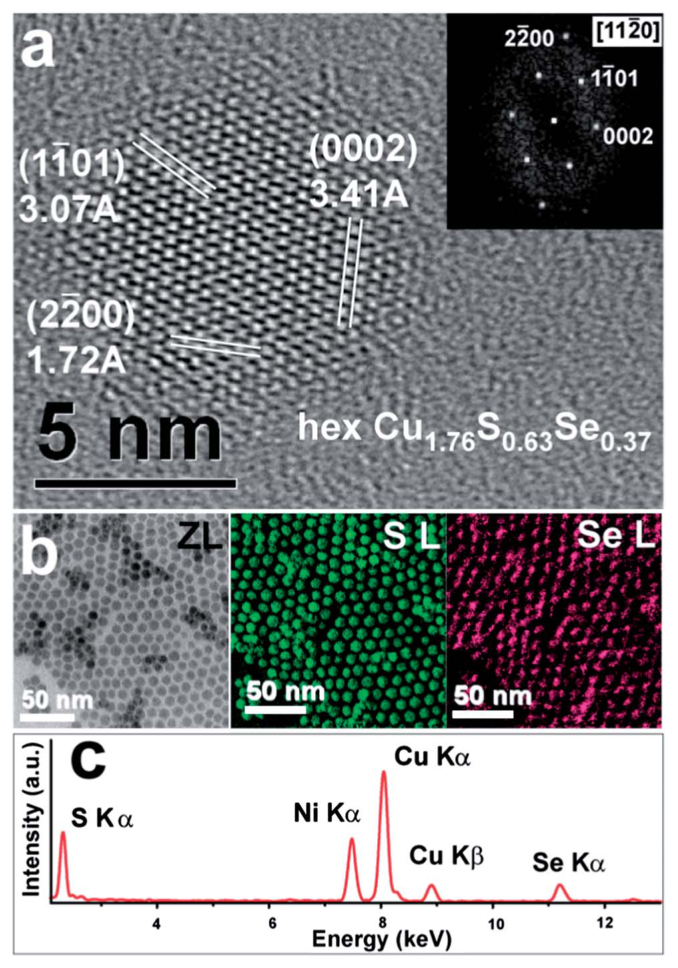 a
[112̄0]
22̄00
11̄01
0002
(11̄01)
3.07A
(0002)
3.41A
(22̄00)
1.72A
5 nm
hex Cu1.76S0.63Se0.37
b
ZL
S L
Se L
50 nm
50 nm
50 nm
c
Cu Kα
S Kα
Ni Kα
Cu Kβ
Se Kα
Intensity (a.u.)
4
6
8
10
12
Energy (keV)